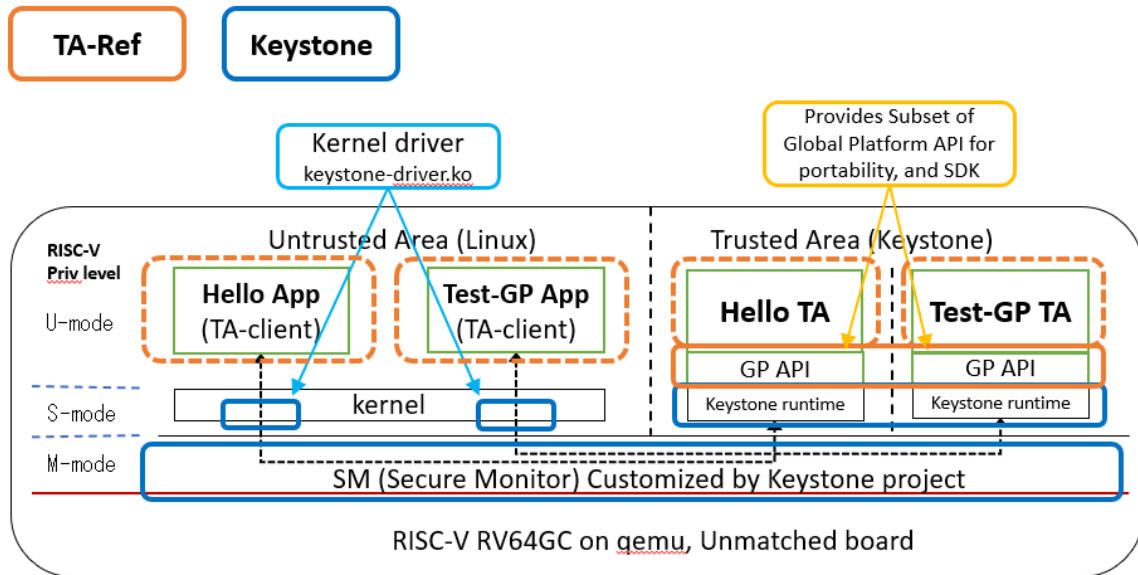 TA-Ref
Keystone
Kernel driver
keystone-driver.ko
Provides Subset of
Global Platform API for
portability, and SDK
RISC-V
Priv level
Untrusted Area (Linux)
Trusted Area (Keystone)
U-mode
Hello App
(TA-client)
Test-GP App
(TA-client)
Hello TA
Test-GP TA
GP API
GP API
S-mode
kernel
Keystone runtime
Keystone runtime
M-mode
SM (Secure Monitor) Customized by Keystone project
RISC-V RV64GC on qemu, Unmatched board